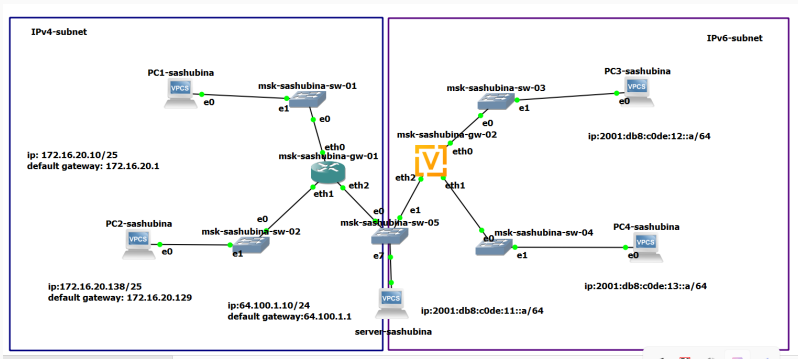 IPv4-subnet
IPv6-subnet
PC1-sashubina
VPCS
e0
msk-sashubina-sw-01
e1
e0
eth0
msk-sashubina-gw-01
eth1
eth2
ip: 172.16.20.10/25
default gateway: 172.16.20.1
PC2-sashubina
VPCS
e0
msk-sashubina-sw-02
e0
e1
ip:172.16.20.138/25
default gateway: 172.16.20.129
e0
e1
msk-sashubina-sw-05
e7
ip:64.100.1.10/24
default gateway:64.100.1.1
VPCS
server-sashubina
ip:2001:db8:c0de:11::a/64
msk-sashubina-sw-03
e0
e1
PC3-sashubina
VPCS
e0
ip:2001:db8:c0de:12::a/64
msk-sashubina-gw-02
V
eth0
eth2
eth1
msk-sashubina-sw-04
e0
e1
PC4-sashubina
VPCS
e0
ip:2001:db8:c0de:13::a/64